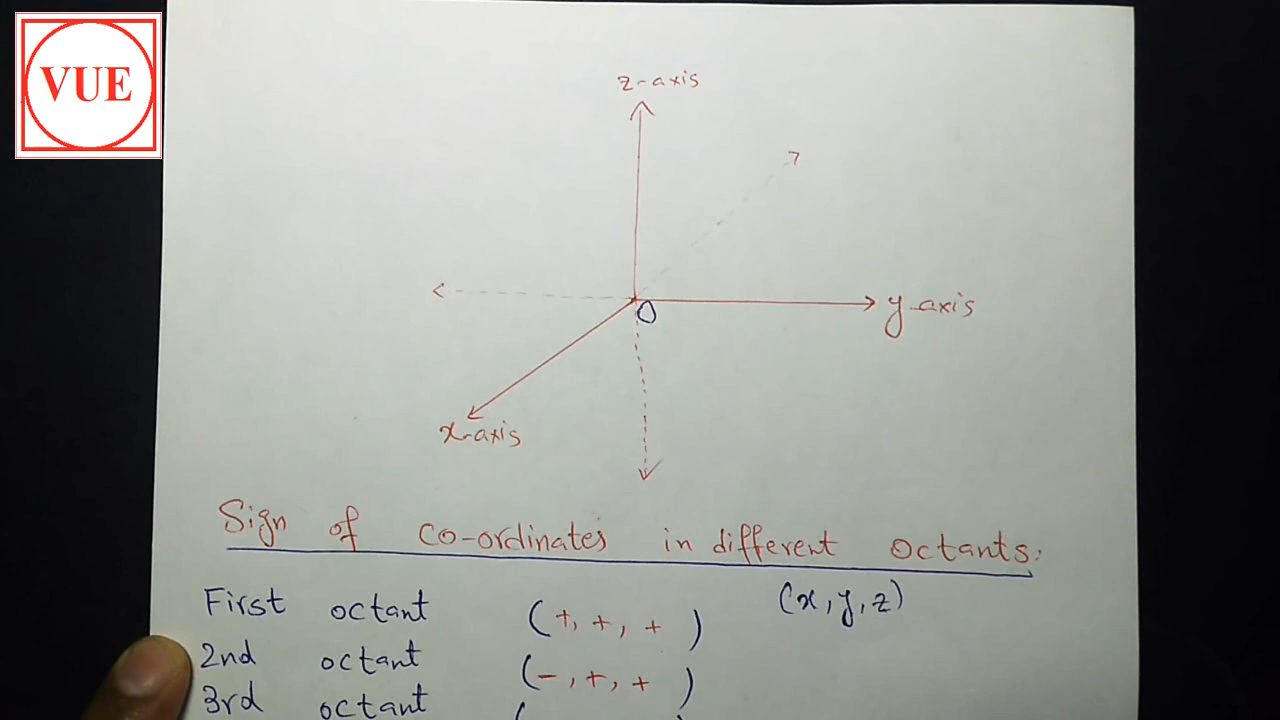 VUE
z-axis
O
y-axis
x-axis
Sign of co-ordinates in different octants:
First octant (+, +, +) (x, y, z)
2nd octant (-, +, +)
3rd octant (